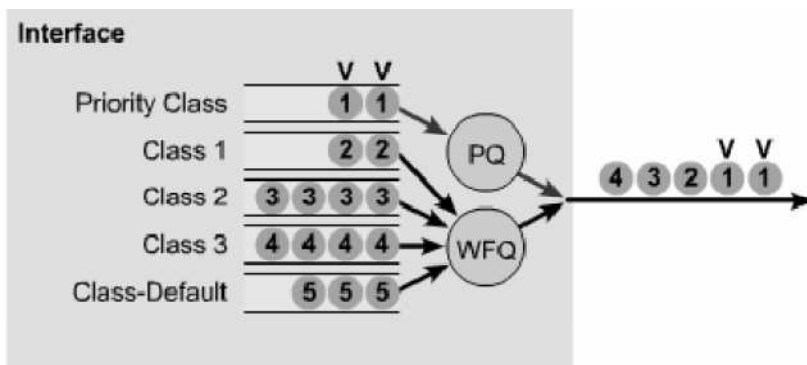 Interface
V V
Priority Class 1 1
Class 1 2 2
PQ
V V
4 3 2 1 1
Class 2 3 3 3 3
Class 3 4 4 4 4
WFQ
Class-Default 5 5 5